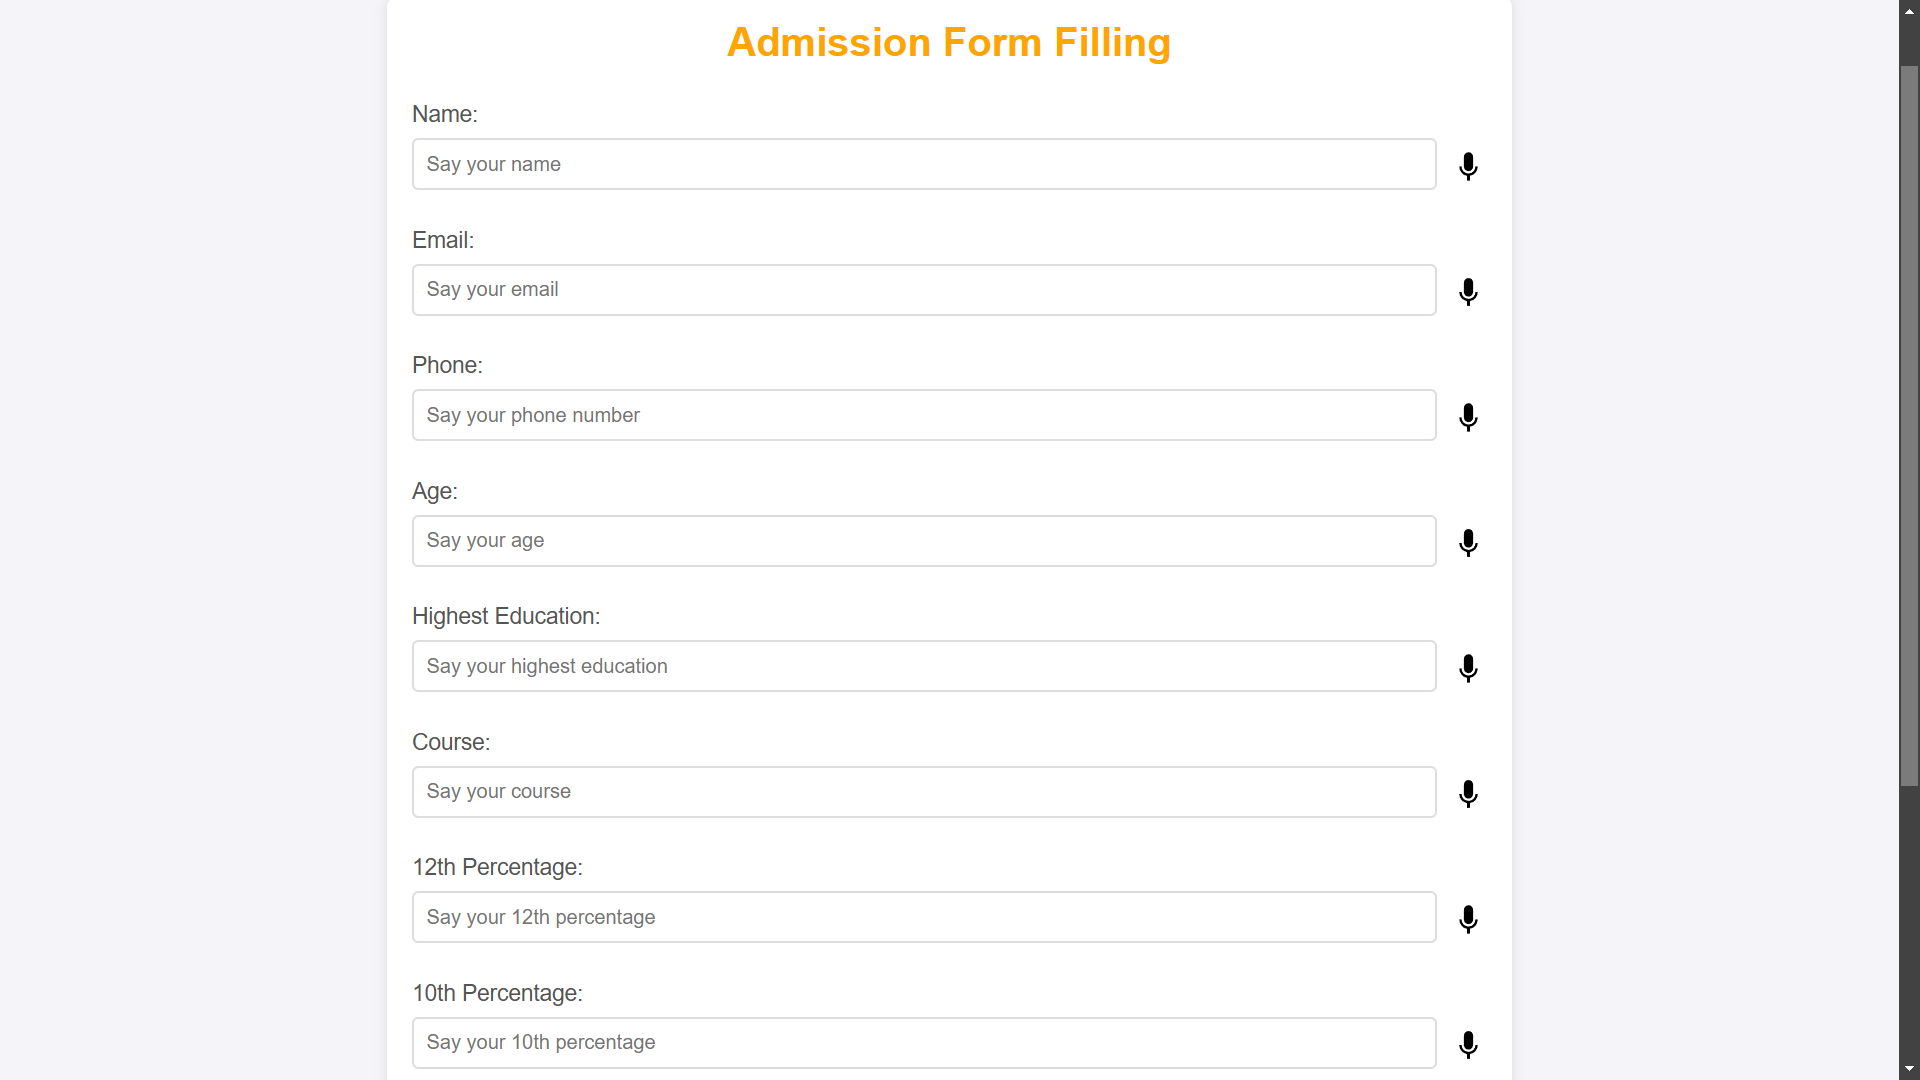 Admission Form Filling
Name:
Say your name
Email:
Say your email
Phone:
Say your phone number
Age:
Say your age
Highest Education:
Say your highest education
Course:
Say your course
12th Percentage:
Say your 12th percentage
10th Percentage:
Say your 10th percentage